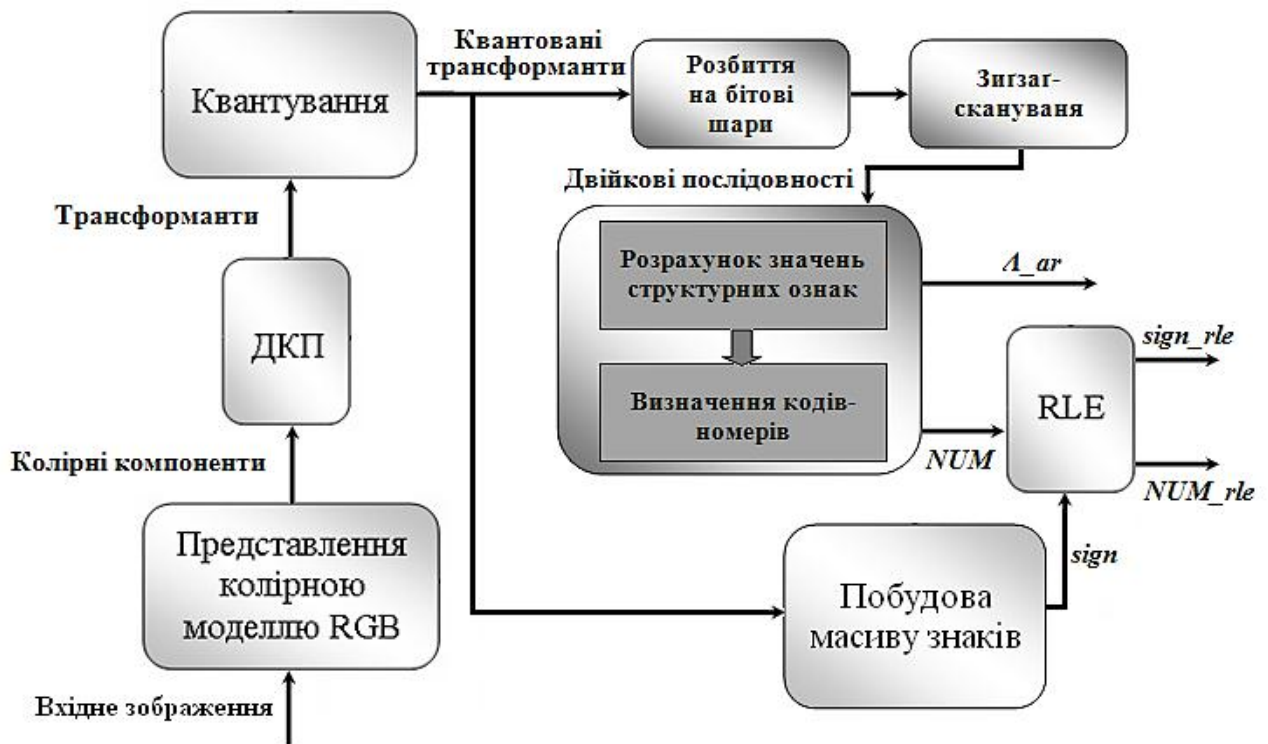 Квантування
Квантовані
трансформанти
Розбиття
на бітові
шари
Зигзаг-
скануваня
Двійкові послідовності
Трансформанти
Розрахунок значень
структурних ознак
Λ_ar
ДКП
Визначення кодів-
номерів
NUM
RLE
sign_rle
NUM_rle
Колірні компоненти
Представлення
колірною
моделлю RGB
sign
Побудова
масиву знаків
Вхідне зображення